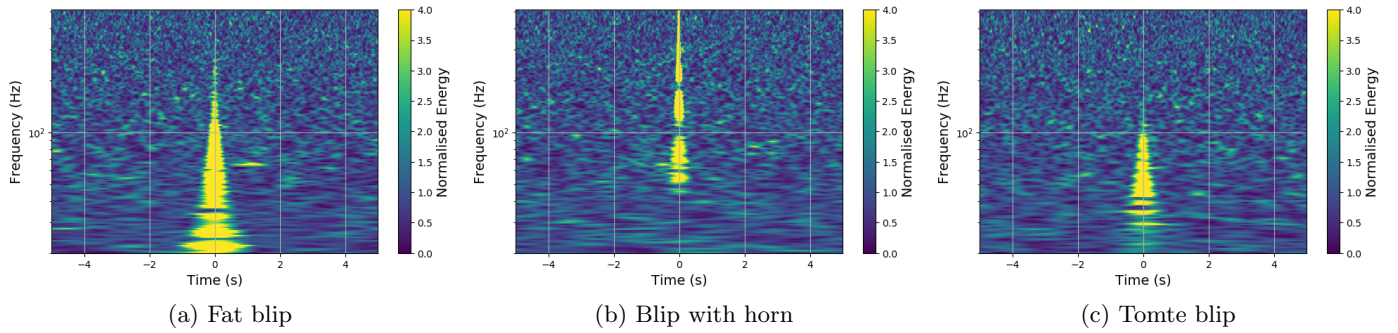 Frequency (Hz)
10²
−4 −2 0 2 4
Time (s)
4.0
3.5
3.0
2.5
2.0
1.5
1.0
0.5
0.0
Normalised Energy
(a) Fat blip
Frequency (Hz)
10²
−4 −2 0 2 4
Time (s)
4.0
3.5
3.0
2.5
2.0
1.5
1.0
0.5
0.0
Normalised Energy
(b) Blip with horn
Frequency (Hz)
10²
−4 −2 0 2 4
Time (s)
4.0
3.5
3.0
2.5
2.0
1.5
1.0
0.5
0.0
Normalised Energy
(c) Tomte blip